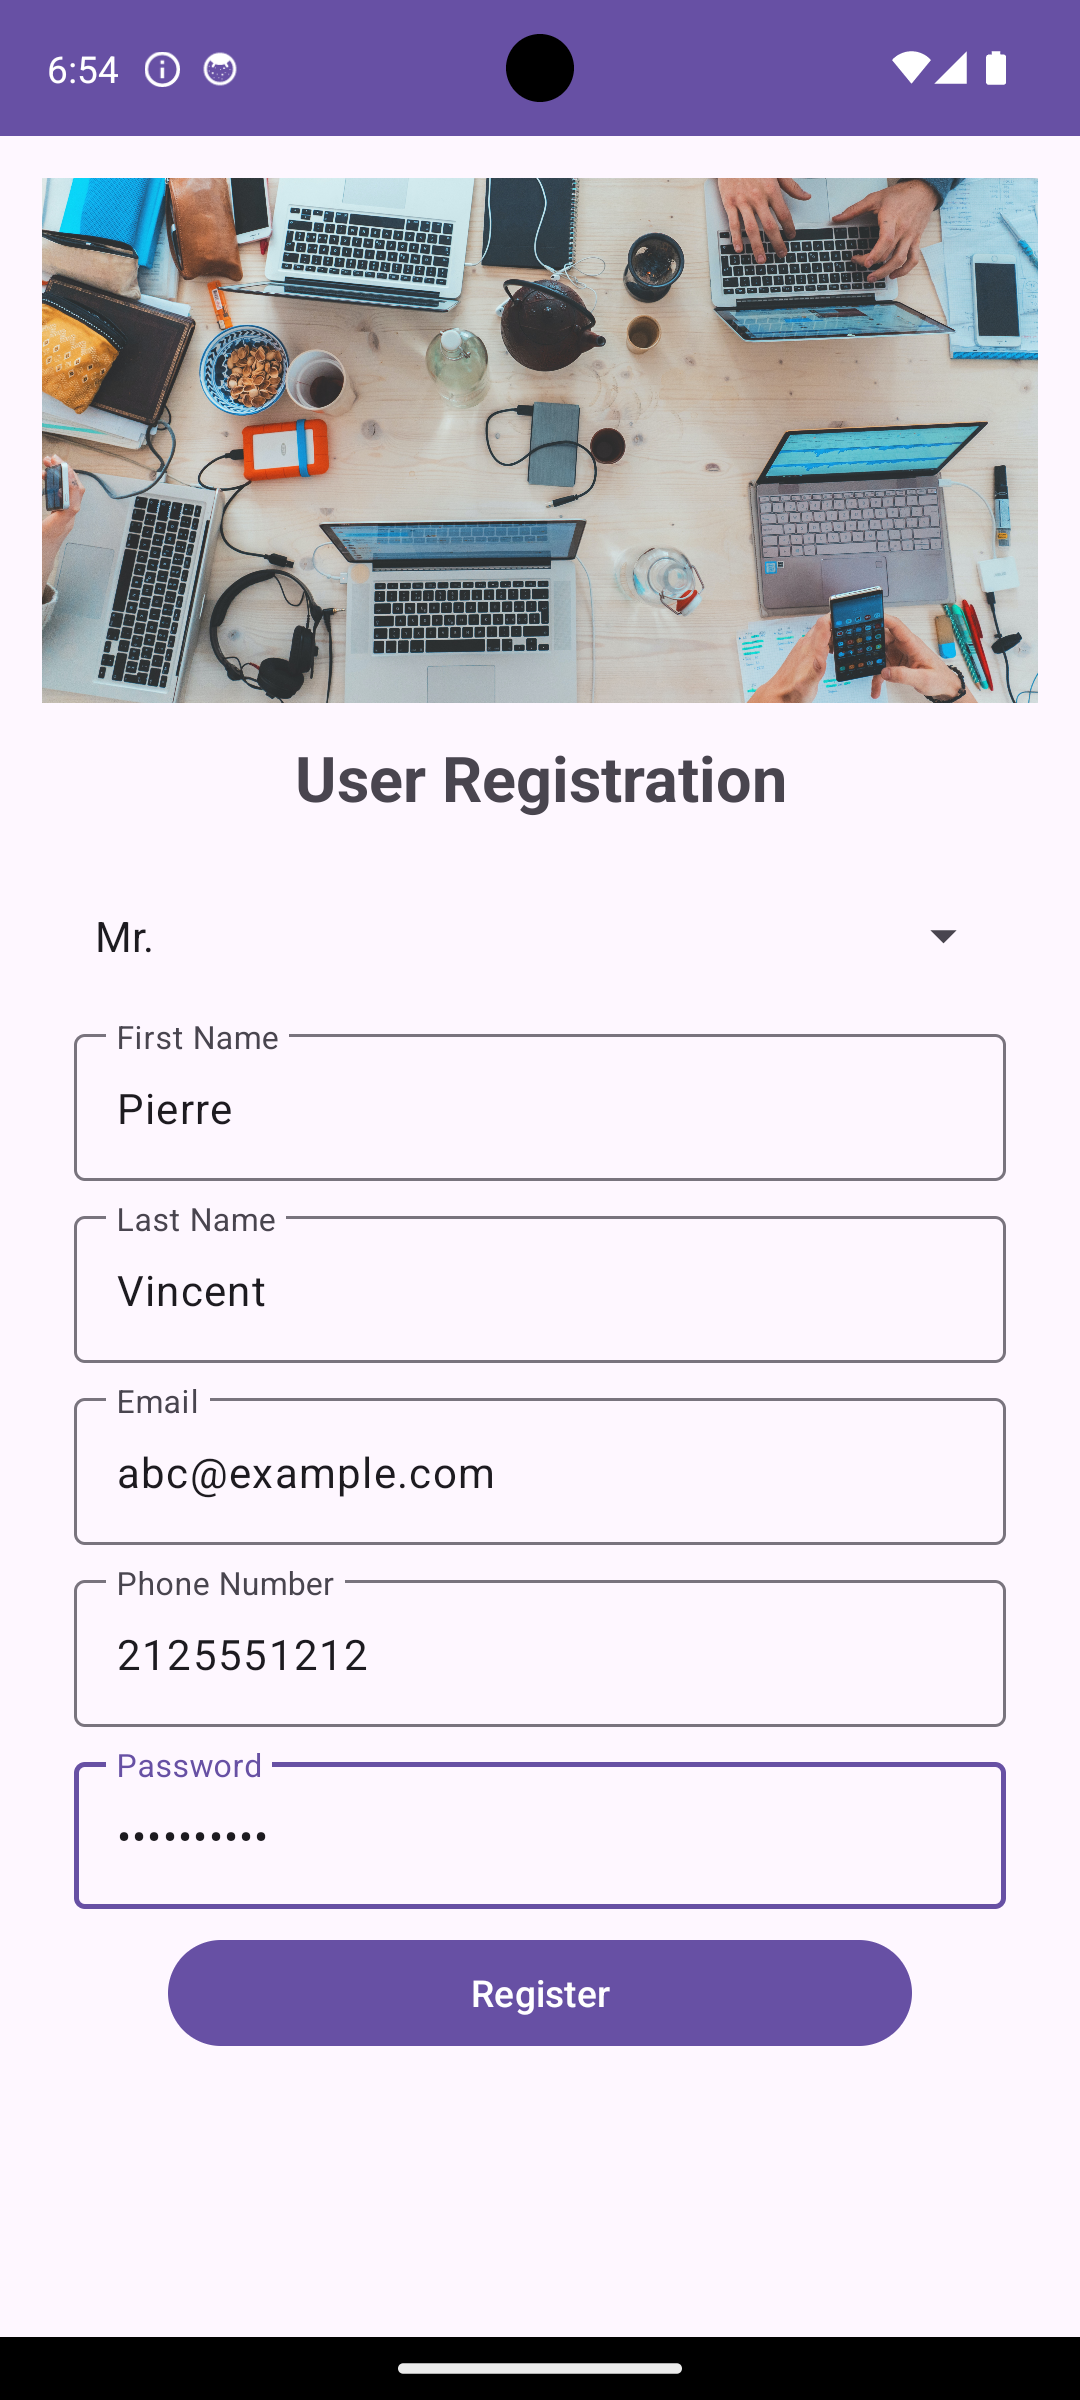 6:54
User Registration
Mr.
First Name
Pierre
Last Name
Vincent
Email
abc@example.com
Phone Number
2125551212
Password
••••••••••
Register